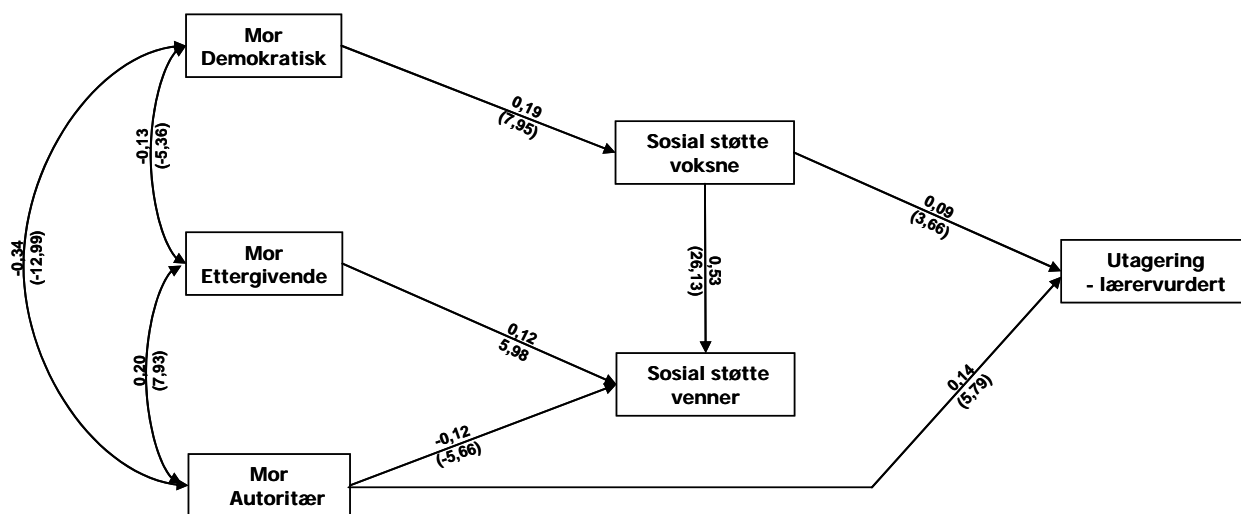 Mor
Demokratisk
0,19
(7,95)
-0,13
(-5,36)
Sosial støtte
voksne
0,09
(3,66)
-0,34
(-12,99)
Mor
Ettergivende
0,53
(26,13)
Utagering
- lærervurdert
0,12
5,98
0,20
(7,93)
Sosial støtte
venner
0,14
(5,79)
-0,12
(-5,66)
Mor
Autoritær